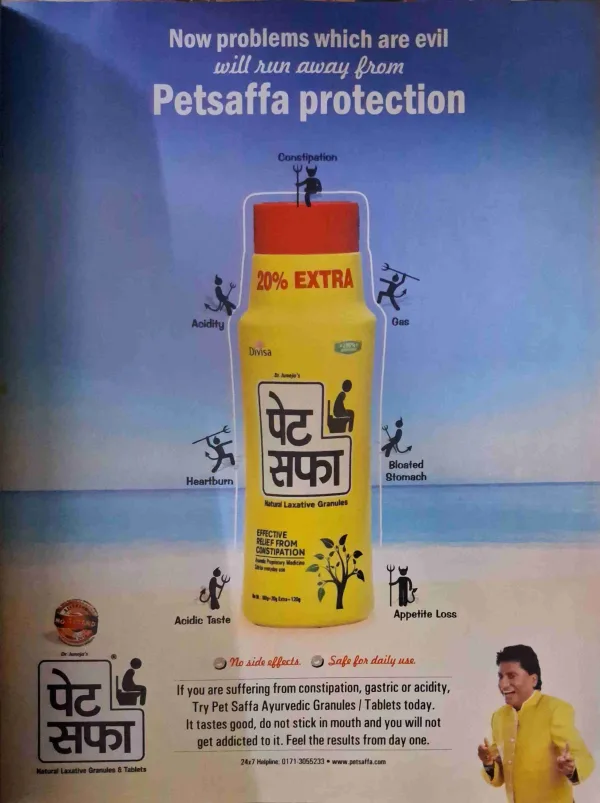 Now problems which are evil
will run away from
Petsaffa protection
Constipation
20% EXTRA
Acidity
Gas
Divisa
Dr. Juneja's
पेट
सफा
Heartburn
Bloated
Stomach
Natural Laxative Granules
EFFECTIVE
RELIEF FROM
CONSTIPATION
Acidic Taste
Appetite Loss
Dr. Juneja's
No side effects.
Safe for daily use.
पेट
सफा
®
If you are suffering from constipation, gastric or acidity,
Try Pet Saffa Ayurvedic Granules / Tablets today.
It tastes good, do not stick in mouth and you will not
get addicted to it. Feel the results from day one.
Natural Laxative Granules & Tablets
24x7 Helpline: 0171-3055233 • www.petsaffa.com